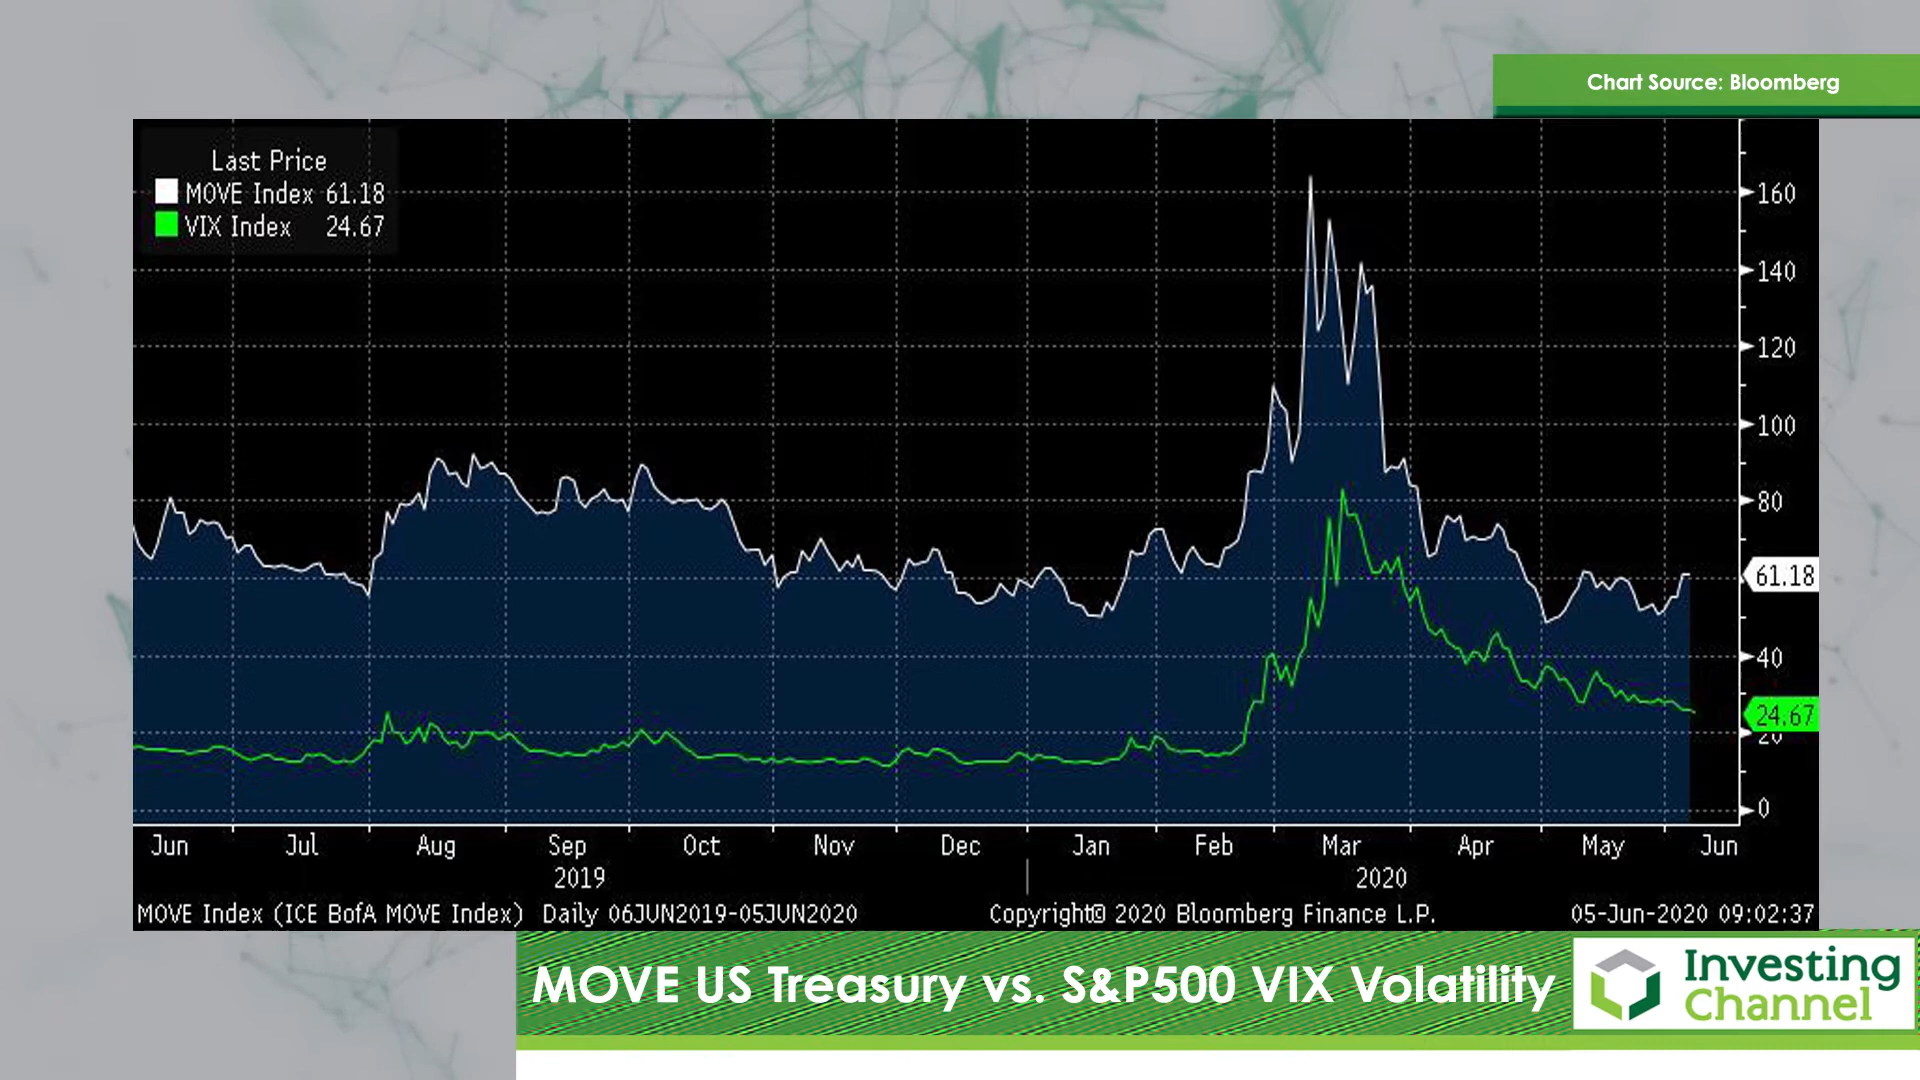 Chart Source: Bloomberg
Last Price
MOVE Index 61.18
VIX Index 24.67
160
140
120
100
80
61.18
40
24.67
20
0
Jun Jul Aug Sep Oct Nov Dec Jan Feb Mar Apr May Jun
2019 2020
MOVE Index (ICE BofA MOVE Index) Daily 06JUN2019-05JUN2020 Copyright© 2020 Bloomberg Finance L.P. 05-Jun-2020 09:02:37
MOVE US Treasury vs. S&P500 VIX Volatility
Investing
Channel